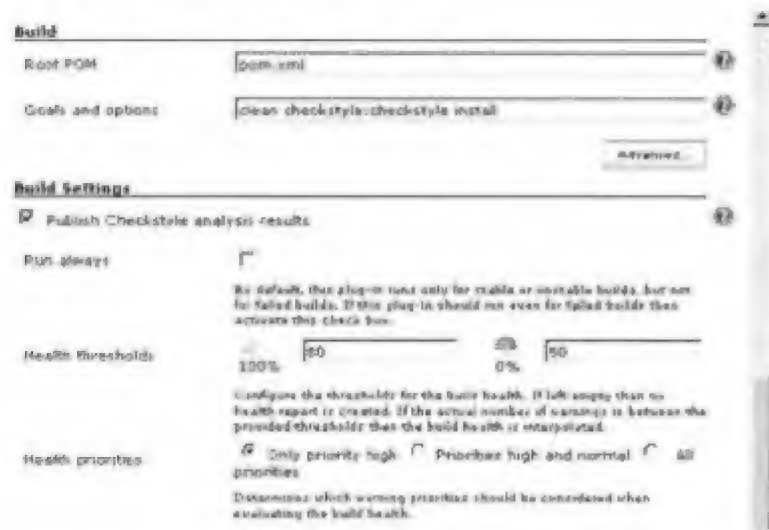 Build
Root POM
pom.xml
Goals and options
clean checkstyle:checkstyle install
Advanced...
Build Settings
Publish Checkstyle analysis results
Run always
By default, this plug-in runs only for stable or unstable builds, but not
for failed builds. If this plug-in should run even for failed builds then
activate this check box.
Health thresholds
100%
0%
50
Configure the thresholds for the build health. If left empty than no
health report is created. If the actual number of warnings is between the
provided thresholds then the build health is interpolated.
Health priorities
Only priority high
Priorities high and normal
All
priorities
Determines which warning priorities should be considered when
evaluating the build health.